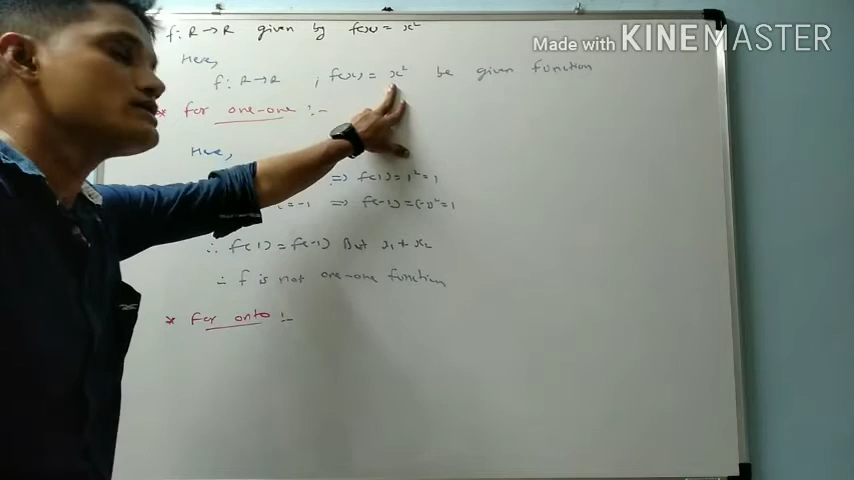 f: R→R given by f(x) = x²
Made with KINEMASTER
Here,
f: R→R , f(x) = x² be given function
* for one-one :-
Here,
⇒ f(1) = 1² = 1
= -1 ⇒ f(-1) = (-1)² = 1
∴ f(1) = f(-1) But x₁ ≠ x₂
∴ f is not one-one function
* For onto :-